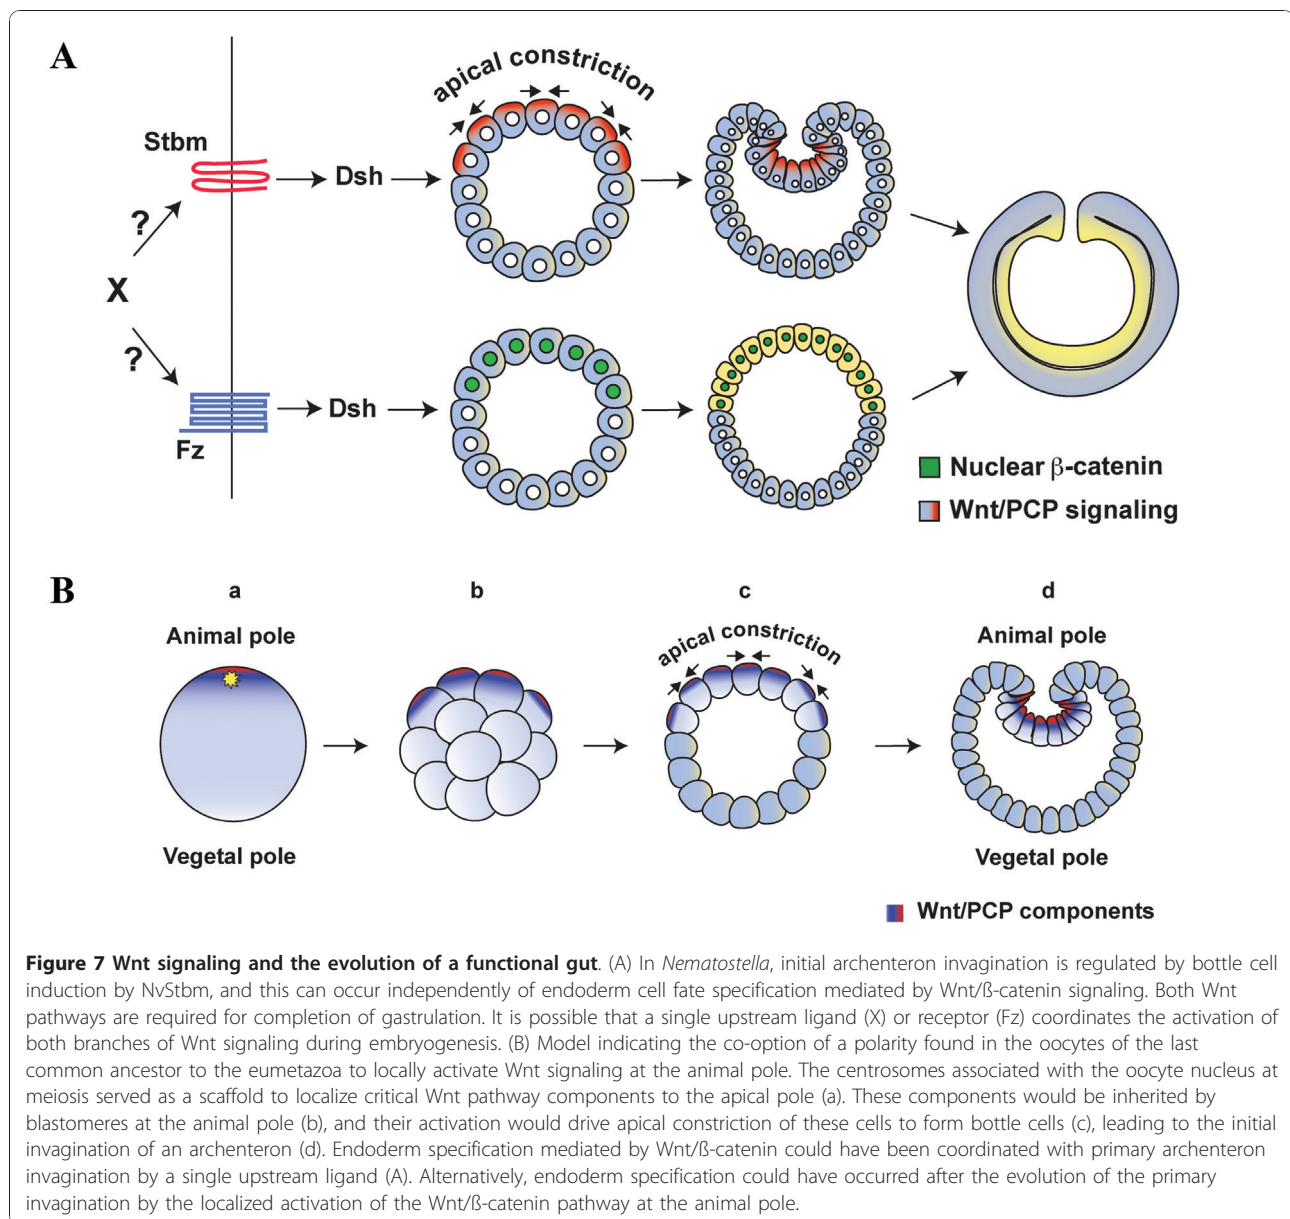 A
apical constriction
Stbm
Dsh
?
X
?
Dsh
Fz
Nuclear β-catenin
Wnt/PCP signaling
B
a
b
c
d
Animal pole
apical constriction
Animal pole
Vegetal pole
Vegetal pole
Wnt/PCP components
Figure 7 Wnt signaling and the evolution of a functional gut. (A) In Nematostella, initial archenteron invagination is regulated by bottle cell
induction by NvStbm, and this can occur independently of endoderm cell fate specification mediated by Wnt/ß-catenin signaling. Both Wnt
pathways are required for completion of gastrulation. It is possible that a single upstream ligand (X) or receptor (Fz) coordinates the activation of
both branches of Wnt signaling during embryogenesis. (B) Model indicating the co-option of a polarity found in the oocytes of the last
common ancestor to the eumetazoa to locally activate Wnt signaling at the animal pole. The centrosomes associated with the oocyte nucleus at
meiosis served as a scaffold to localize critical Wnt pathway components to the apical pole (a). These components would be inherited by
blastomeres at the animal pole (b), and their activation would drive apical constriction of these cells to form bottle cells (c), leading to the initial
invagination of an archenteron (d). Endoderm specification mediated by Wnt/ß-catenin could have been coordinated with primary archenteron
invagination by a single upstream ligand (A). Alternatively, endoderm specification could have occurred after the evolution of the primary
invagination by the localized activation of the Wnt/ß-catenin pathway at the animal pole.